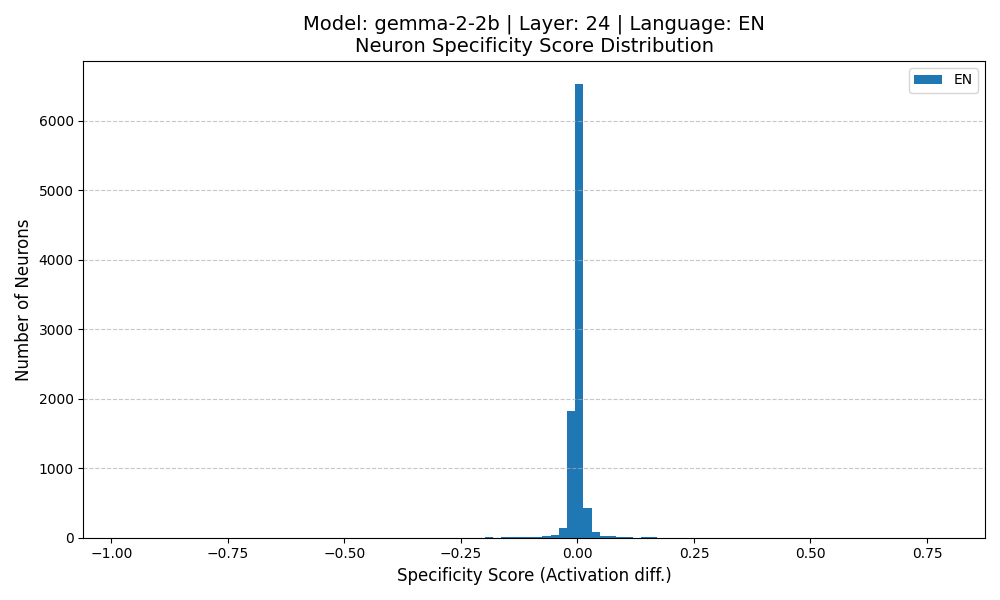 Model: gemma-2-2b | Layer: 24 | Language: EN
Neuron Specificity Score Distribution
EN
Number of Neurons
6000
5000
4000
3000
2000
1000
0
−1.00 −0.75 −0.50 −0.25 0.00 0.25 0.50 0.75
Specificity Score (Activation diff.)